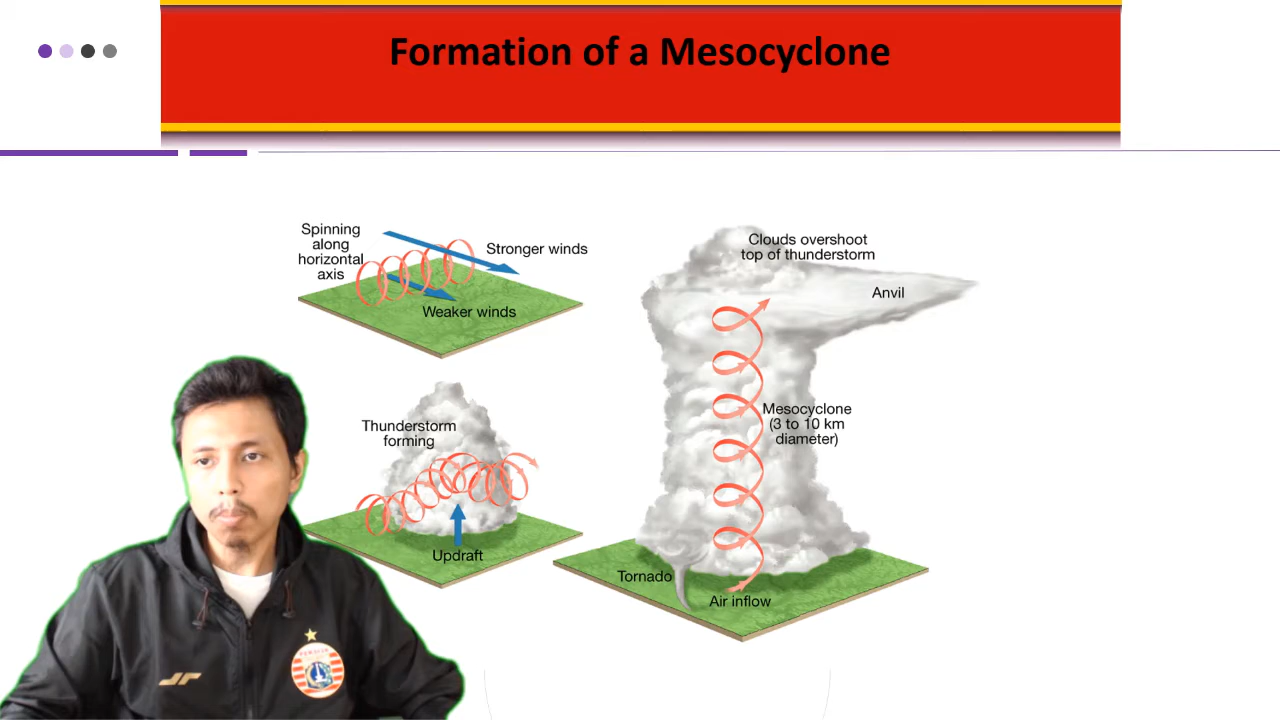 Formation of a Mesocyclone
Spinning
along
horizontal
axis
Stronger winds
Weaker winds
Thunderstorm
forming
Updraft
Clouds overshoot
top of thunderstorm
Anvil
Mesocyclone
(3 to 10 km
diameter)
Tornado
Air inflow
PERSIJA